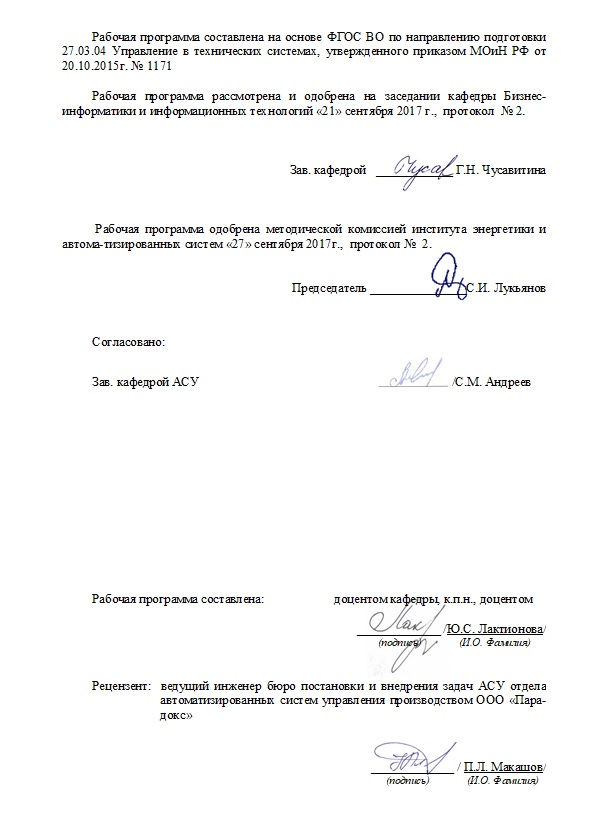 Рабочая программа составлена на основе ФГОС ВО по направлению подготовки
27.03.04 Управление в технических системах, утвержденного приказом МОиН РФ от
20.10.2015г. № 1171
Рабочая программа рассмотрена и одобрена на заседании кафедры Бизнес-
информатики и информационных технологий «21» сентября 2017 г., протокол № 2.
Зав. кафедрой ____________ Г.Н. Чусавитина
Рабочая программа одобрена методической комиссией института энергетики и
автома-тизированных систем «27» сентября 2017г., протокол № 2.
Председатель ________________С.И. Лукьянов
Согласовано:
Зав. кафедрой АСУ ____________ /С.М. Андреев
Рабочая программа составлена: доцентом кафедры, к.п.н., доцентом
______________ /Ю.С. Лактионова/
(подпись) (И.О. Фамилия)
Рецензент: ведущий инженер бюро постановки и внедрения задач АСУ отдела
автоматизированных систем управления производством ООО «Пара-
докс»
______________ / П.Л. Макашов/
(подпись) (И.О. Фамилия)